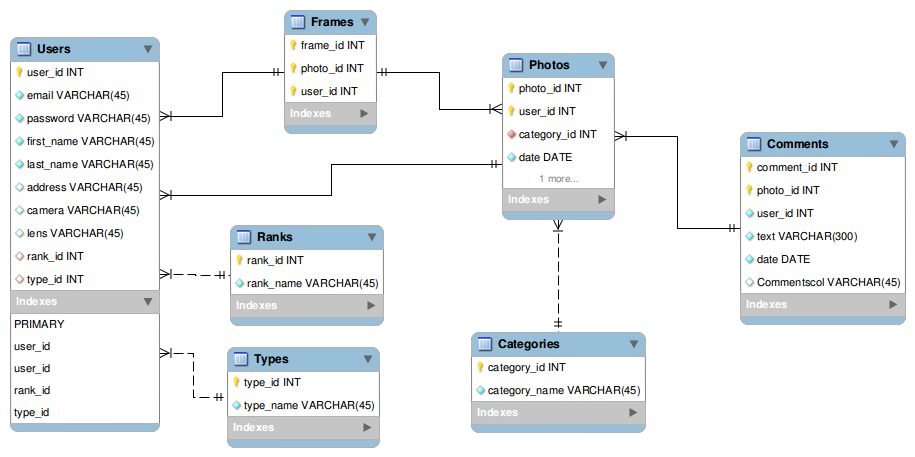 Users
user_id INT
email VARCHAR(45)
password VARCHAR(45)
first_name VARCHAR(45)
last_name VARCHAR(45)
address VARCHAR(45)
camera VARCHAR(45)
lens VARCHAR(45)
rank_id INT
type_id INT
Indexes
PRIMARY
user_id
user_id
rank_id
type_id
Frames
frame_id INT
photo_id INT
user_id INT
Indexes
Ranks
rank_id INT
rank_name VARCHAR(45)
Indexes
Types
type_id INT
type_name VARCHAR(45)
Indexes
Photos
photo_id INT
user_id INT
category_id INT
date DATE
1 more...
Indexes
Categories
category_id INT
category_name VARCHAR(45)
Indexes
Comments
comment_id INT
photo_id INT
user_id INT
text VARCHAR(300)
date DATE
Commentscol VARCHAR(45)
Indexes